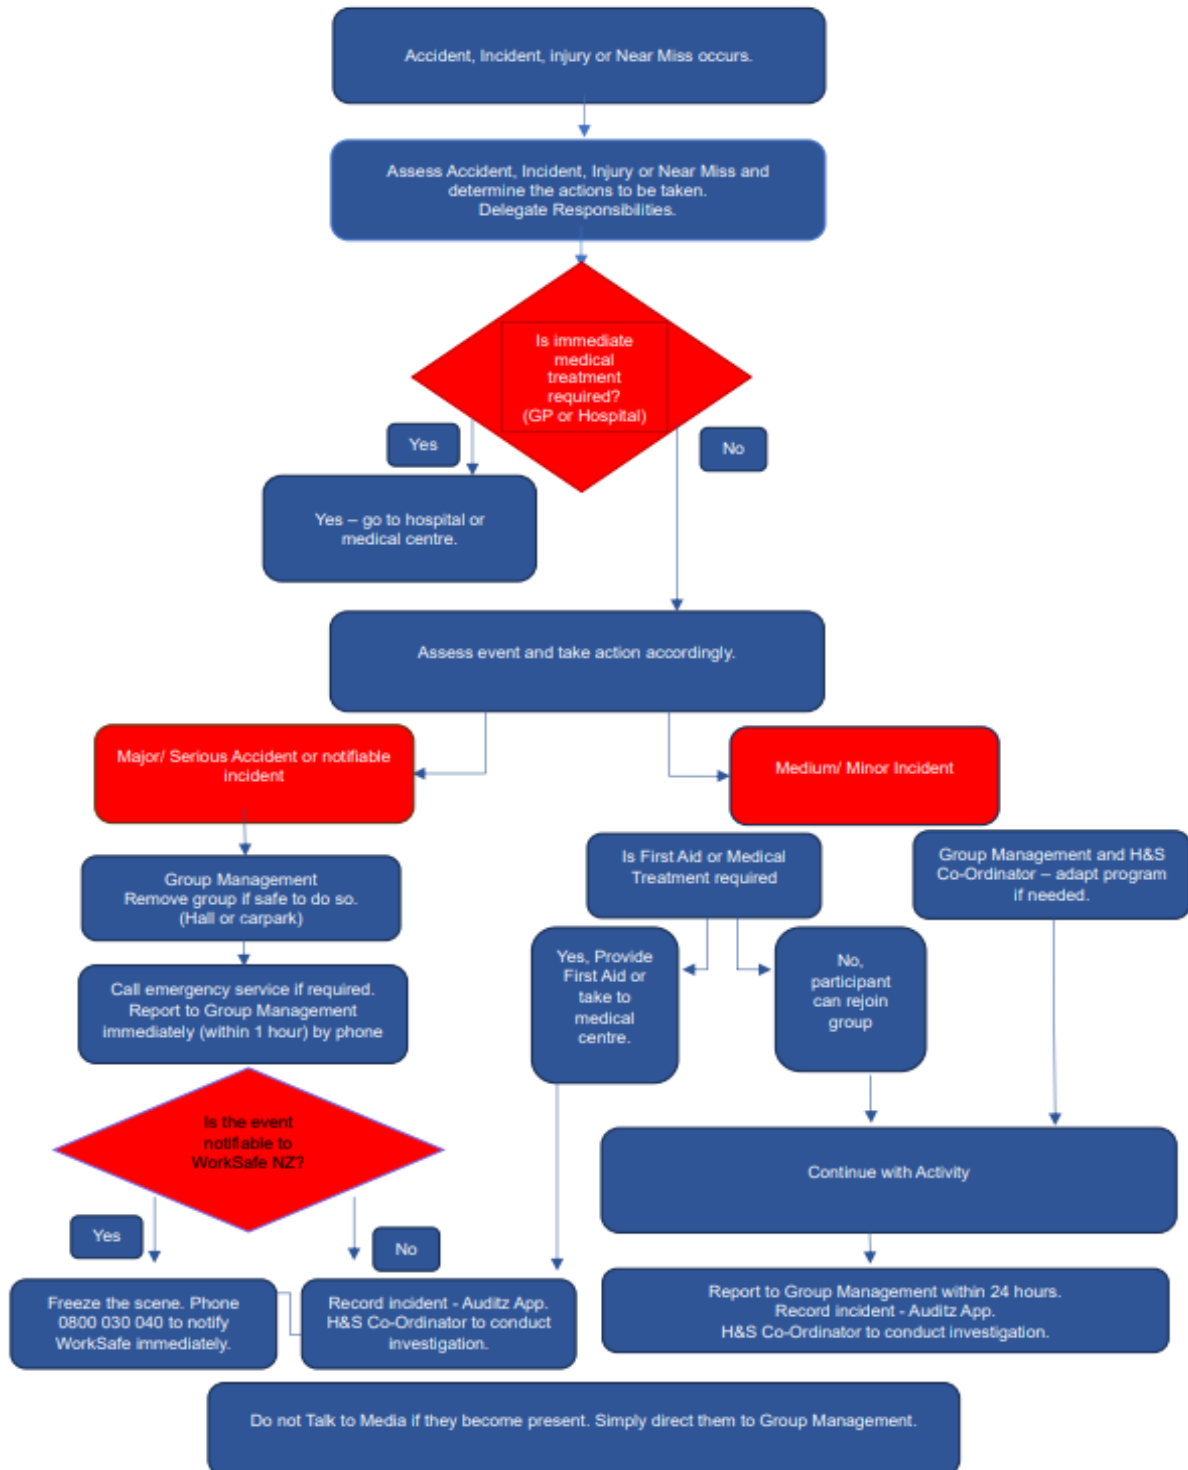 Accident, Incident, injury or Near Miss occurs.
Assess Accident, Incident, Injury or Near Miss and
determine the actions to be taken.
Delegate Responsibilities.
Is immediate
medical
treatment
required?
(GP or Hospital)
Yes
No
Yes – go to hospital or
medical centre.
Assess event and take action accordingly.
Major/ Serious Accident or notifiable
incident
Medium/ Minor Incident
Group Management
Remove group if safe to do so.
(Hall or carpark)
Is First Aid or Medical
Treatment required
Group Management and H&S
Co-Ordinator – adapt program
if needed.
Call emergency service if required.
Report to Group Management
immediately (within 1 hour) by phone
Yes, Provide
First Aid or
take to
medical
centre.
No,
participant
can rejoin
group
Is the event
notifiable to
WorkSafe NZ?
Continue with Activity
Yes
No
Freeze the scene. Phone
0800 030 040 to notify
WorkSafe immediately.
Record incident - Auditz App.
H&S Co-Ordinator to conduct
investigation.
Report to Group Management within 24 hours.
Record incident - Auditz App.
H&S Co-Ordinator to conduct investigation.
Do not Talk to Media if they become present. Simply direct them to Group Management.